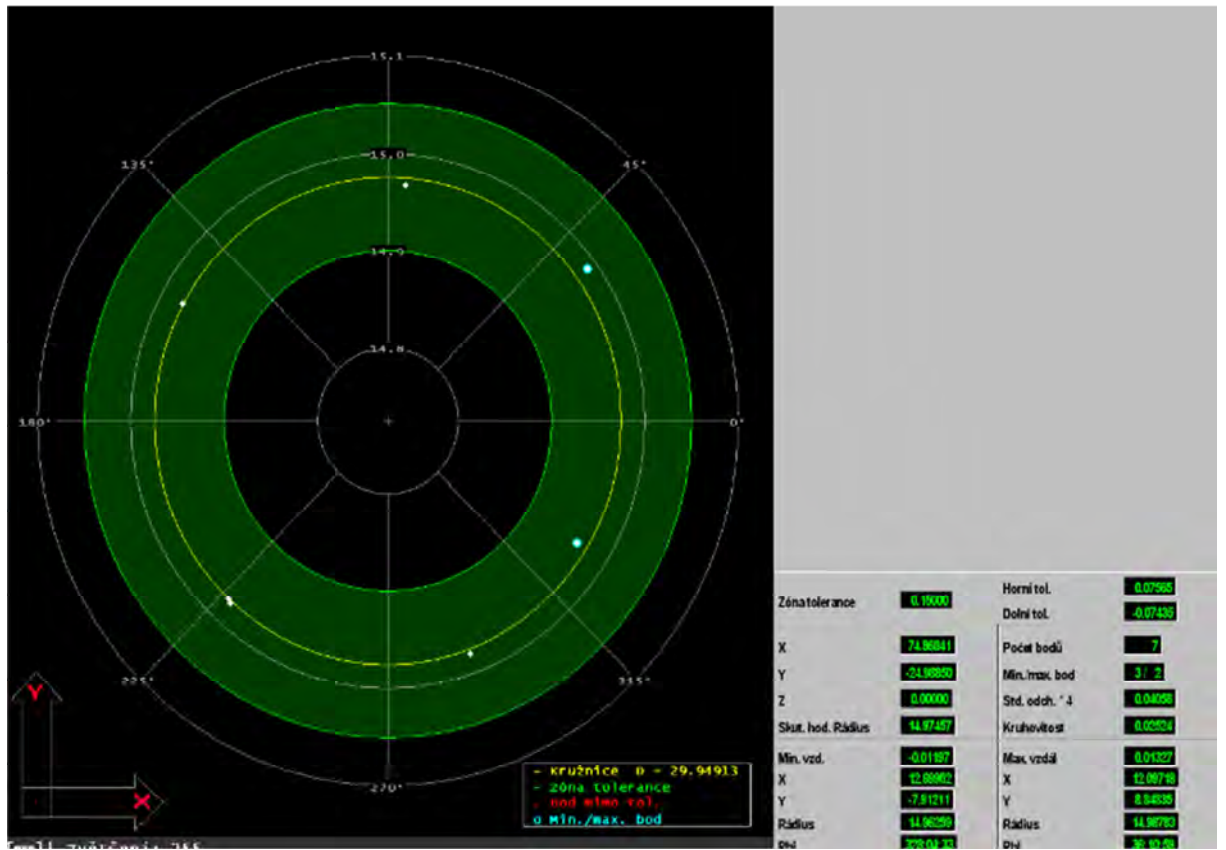 15.1
135°
15.0
45°
14.9
14.8
180°
0°
225°
315°
270°
Y
X
- Kružnice D = 29.94913
- Zóna tolerance
. Bod mimo tol.
o Min./max. bod
Zóna tolerance 0.15000
Horní tol. 0.07565
Dolní tol. -0.07435
X 74.96841
Y -24.98850
Z 0.00000
Skut. hod. Rádius 14.97457
Počet bodů 7
Min./max. bod 3 / 2
Std. odch. * 4 0.04058
Kruhovitost 0.02524
Min. vzd. -0.01197
X
Y -7.91211
Rádius 14.96259
Phi
Max. vzdál 0.01327
X 12.09718
Y 8.84835
Rádius 14.98783
Phi